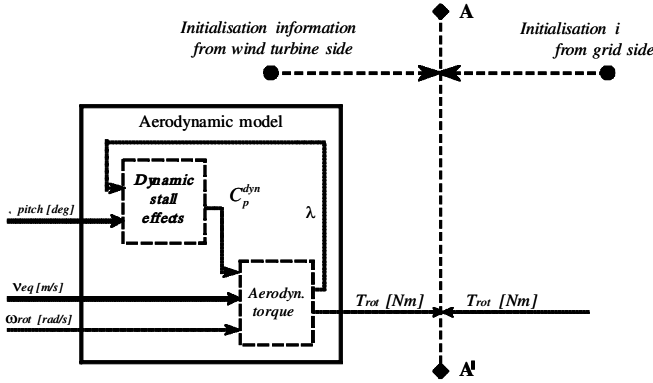 A
Initialisation information
from wind turbine side
Initialisation i
from grid side
Aerodynamic model
Dynamic
stall
effects
C_p^dyn
λ
. pitch [deg]
νeq [m/s]
ωrot [rad/s]
Aerodyn.
torque
Trot [Nm]
Trot [Nm]
A'